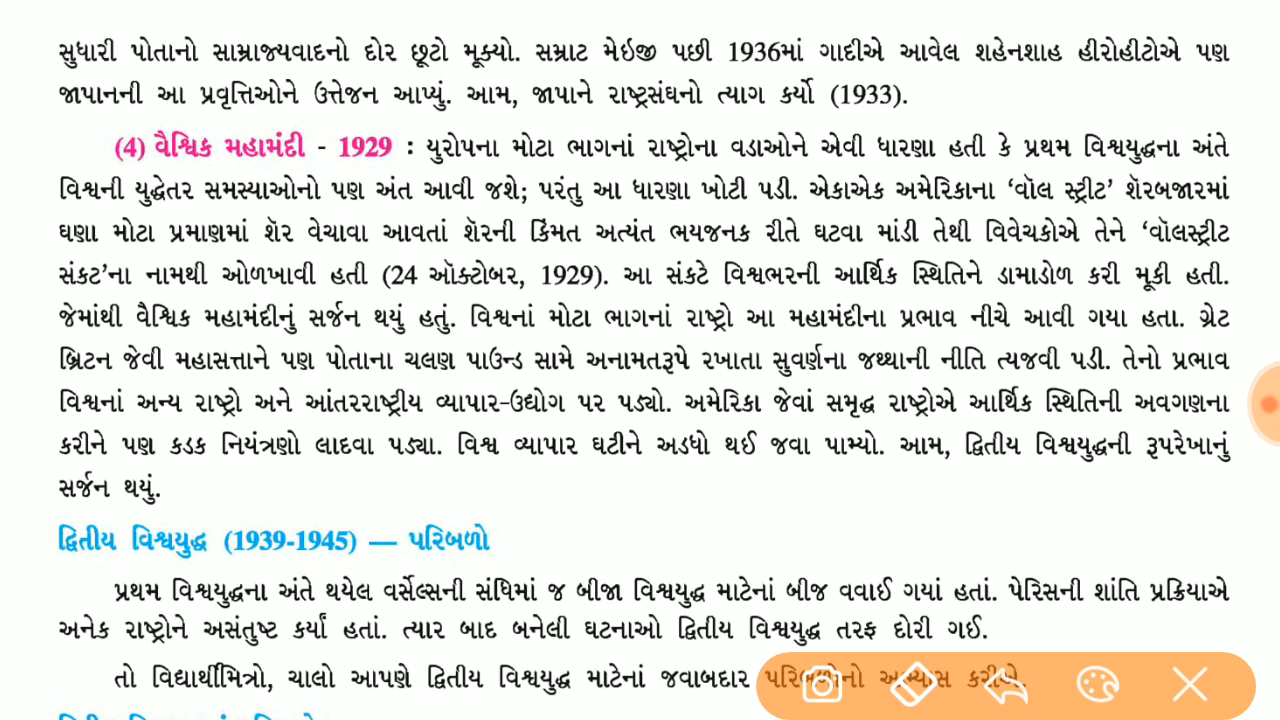 સુધારી પોતાનો સામ્રાજ્યવાદનો દોર છૂટો મૂક્યો. સમ્રાટ મેઇજી પછી 1936માં ગાદીએ આવેલ શહેનશાહ હીરોહીટોએ પણ
જાપાનની આ પ્રવૃત્તિઓને ઉત્તેજન આપ્યું. આમ, જાપાને રાષ્ટ્રસંઘનો ત્યાગ કર્યો (1933).
(4) વૈશ્વિક મહામંદી - 1929 : યુરોપના મોટા ભાગનાં રાષ્ટ્રોના વડાઓને એવી ધારણા હતી કે પ્રથમ વિશ્વયુદ્ધના અંતે
વિશ્વની યુદ્ધેતર સમસ્યાઓનો પણ અંત આવી જશે; પરંતુ આ ધારણા ખોટી પડી. એકાએક અમેરિકાના ‘વૉલ સ્ટ્રીટ’ શૅરબજારમાં
ઘણા મોટા પ્રમાણમાં શૅર વેચાવા આવતાં શૅરની કિંમત અત્યંત ભયજનક રીતે ઘટવા માંડી તેથી વિવેચકોએ તેને ‘વૉલસ્ટ્રીટ
સંકટ’ના નામથી ઓળખાવી હતી (24 ઑક્ટોબર, 1929). આ સંકટે વિશ્વભરની આર્થિક સ્થિતિને ડામાડોળ કરી મૂકી હતી.
જેમાંથી વૈશ્વિક મહામંદીનું સર્જન થયું હતું. વિશ્વનાં મોટા ભાગનાં રાષ્ટ્રો આ મહામંદીના પ્રભાવ નીચે આવી ગયા હતા. ગ્રેટ
બ્રિટન જેવી મહાસત્તાને પણ પોતાના ચલણ પાઉન્ડ સામે અનામતરૂપે રખાતા સુવર્ણના જથ્થાની નીતિ ત્યજવી પડી. તેનો પ્રભાવ
વિશ્વનાં અન્ય રાષ્ટ્રો અને આંતરરાષ્ટ્રીય વ્યાપાર-ઉદ્યોગ પર પડ્યો. અમેરિકા જેવાં સમૃદ્ધ રાષ્ટ્રોએ આર્થિક સ્થિતિની અવગણના
કરીને પણ કડક નિયંત્રણો લાદવા પડ્યા. વિશ્વ વ્યાપાર ઘટીને અડધો થઈ જવા પામ્યો. આમ, દ્વિતીય વિશ્વયુદ્ધની રૂપરેખાનું
સર્જન થયું.
દ્વિતીય વિશ્વયુદ્ધ (1939-1945) — પરિબળો
પ્રથમ વિશ્વયુદ્ધના અંતે થયેલ વર્સેલ્સની સંધિમાં જ બીજા વિશ્વયુદ્ધ માટેનાં બીજ વવાઈ ગયાં હતાં. પેરિસની શાંતિ પ્રક્રિયાએ
અનેક રાષ્ટ્રોને અસંતુષ્ટ કર્યાં હતાં. ત્યાર બાદ બનેલી ઘટનાઓ દ્વિતીય વિશ્વયુદ્ધ તરફ દોરી ગઈ.
તો વિદ્યાર્થીમિત્રો, ચાલો આપણે દ્વિતીય વિશ્વયુદ્ધ માટેનાં જવાબદાર પરિબળોનો અભ્યાસ કરીએ.